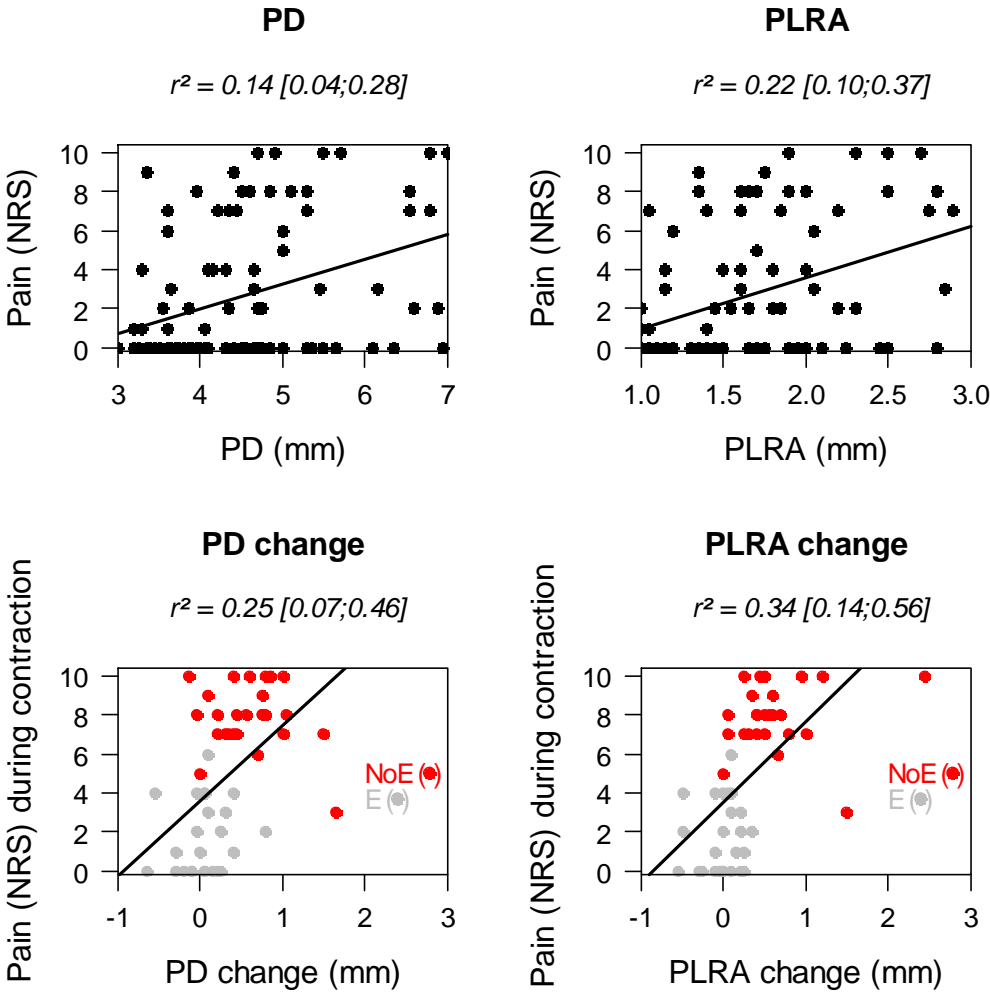 PD
r² = 0.14 [0.04;0.28]
Pain (NRS)
10
8
6
4
2
0
3
4
5
6
7
PD (mm)
PLRA
r² = 0.22 [0.10;0.37]
Pain (NRS)
10
8
6
4
2
0
1.0
1.5
2.0
2.5
3.0
PLRA (mm)
PD change
r² = 0.25 [0.07;0.46]
Pain (NRS) during contraction
10
8
6
4
2
0
NoE (•)
E (•)
-1
0
1
2
3
PD change (mm)
PLRA change
r² = 0.34 [0.14;0.56]
Pain (NRS) during contraction
10
8
6
4
2
0
NoE (•)
E (•)
-1
0
1
2
3
PLRA change (mm)